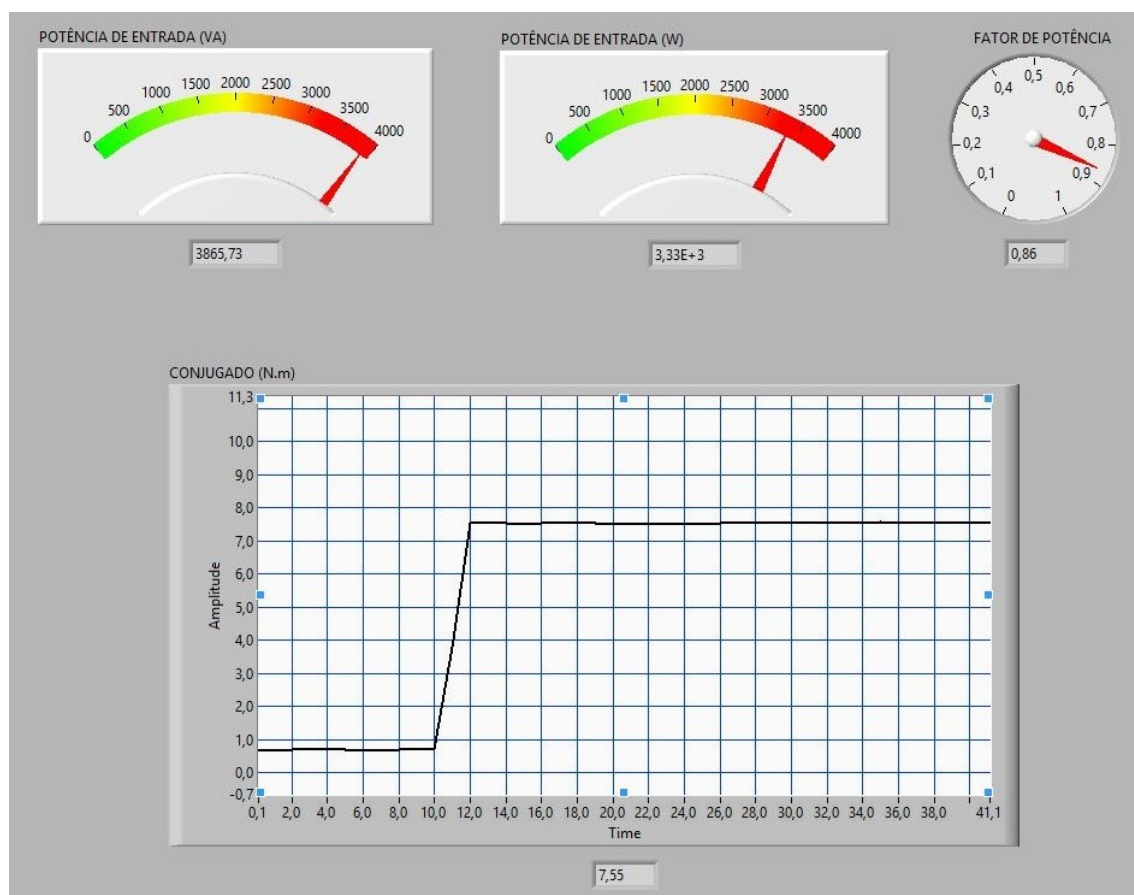 POTÊNCIA DE ENTRADA (VA)
0 500 1000 1500 2000 2500 3000 3500 4000
3865,73
POTÊNCIA DE ENTRADA (W)
0 500 1000 1500 2000 2500 3000 3500 4000
3,33E+3
FATOR DE POTÊNCIA
0 0,1 0,2 0,3 0,4 0,5 0,6 0,7 0,8 0,9 1
0,86
CONJUGADO (N.m)
Amplitude
11,3
10,0
9,0
8,0
7,0
6,0
5,0
4,0
3,0
2,0
1,0
0,0
-0,7
0,1 2,0 4,0 6,0 8,0 10,0 12,0 14,0 16,0 18,0 20,0 22,0 24,0 26,0 28,0 30,0 32,0 34,0 36,0 38,0 41,1
Time
7,55